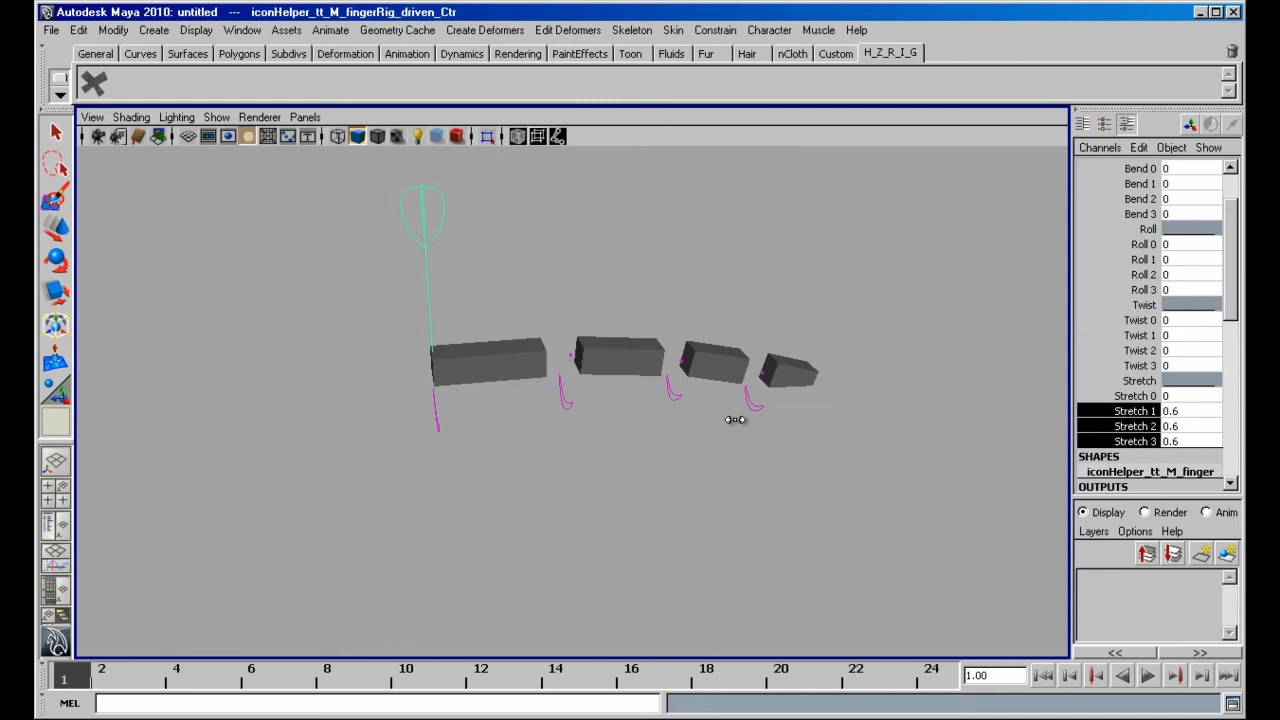 Autodesk Maya 2010: untitled --- iconHelper_tt_M_fingerRig_driven_Ctr
File Edit Modify Create Display Window Assets Animate Geometry Cache Create Deformers Edit Deformers Skeleton Skin Constrain Character Muscle Help
General Curves Surfaces Polygons Subdivs Deformation Animation Dynamics Rendering PaintEffects Toon Fluids Fur Hair nCloth Custom H_Z_R_I_G
View Shading Lighting Show Renderer Panels
Channels Edit Object Show
Bend 0 0
Bend 1 0
Bend 2 0
Bend 3 0
Roll
Roll 0 0
Roll 1 0
Roll 2 0
Roll 3 0
Twist
Twist 0 0
Twist 1 0
Twist 2 0
Twist 3 0
Stretch
Stretch 0 0
Stretch 1 0.6
Stretch 2 0.6
Stretch 3 0.6
SHAPES
iconHelper_tt_M_finger
OUTPUTS
Display Render Anim
Layers Options Help
<< >>
1 2 4 6 8 10 12 14 16 18 20 22 24 1.00
MEL